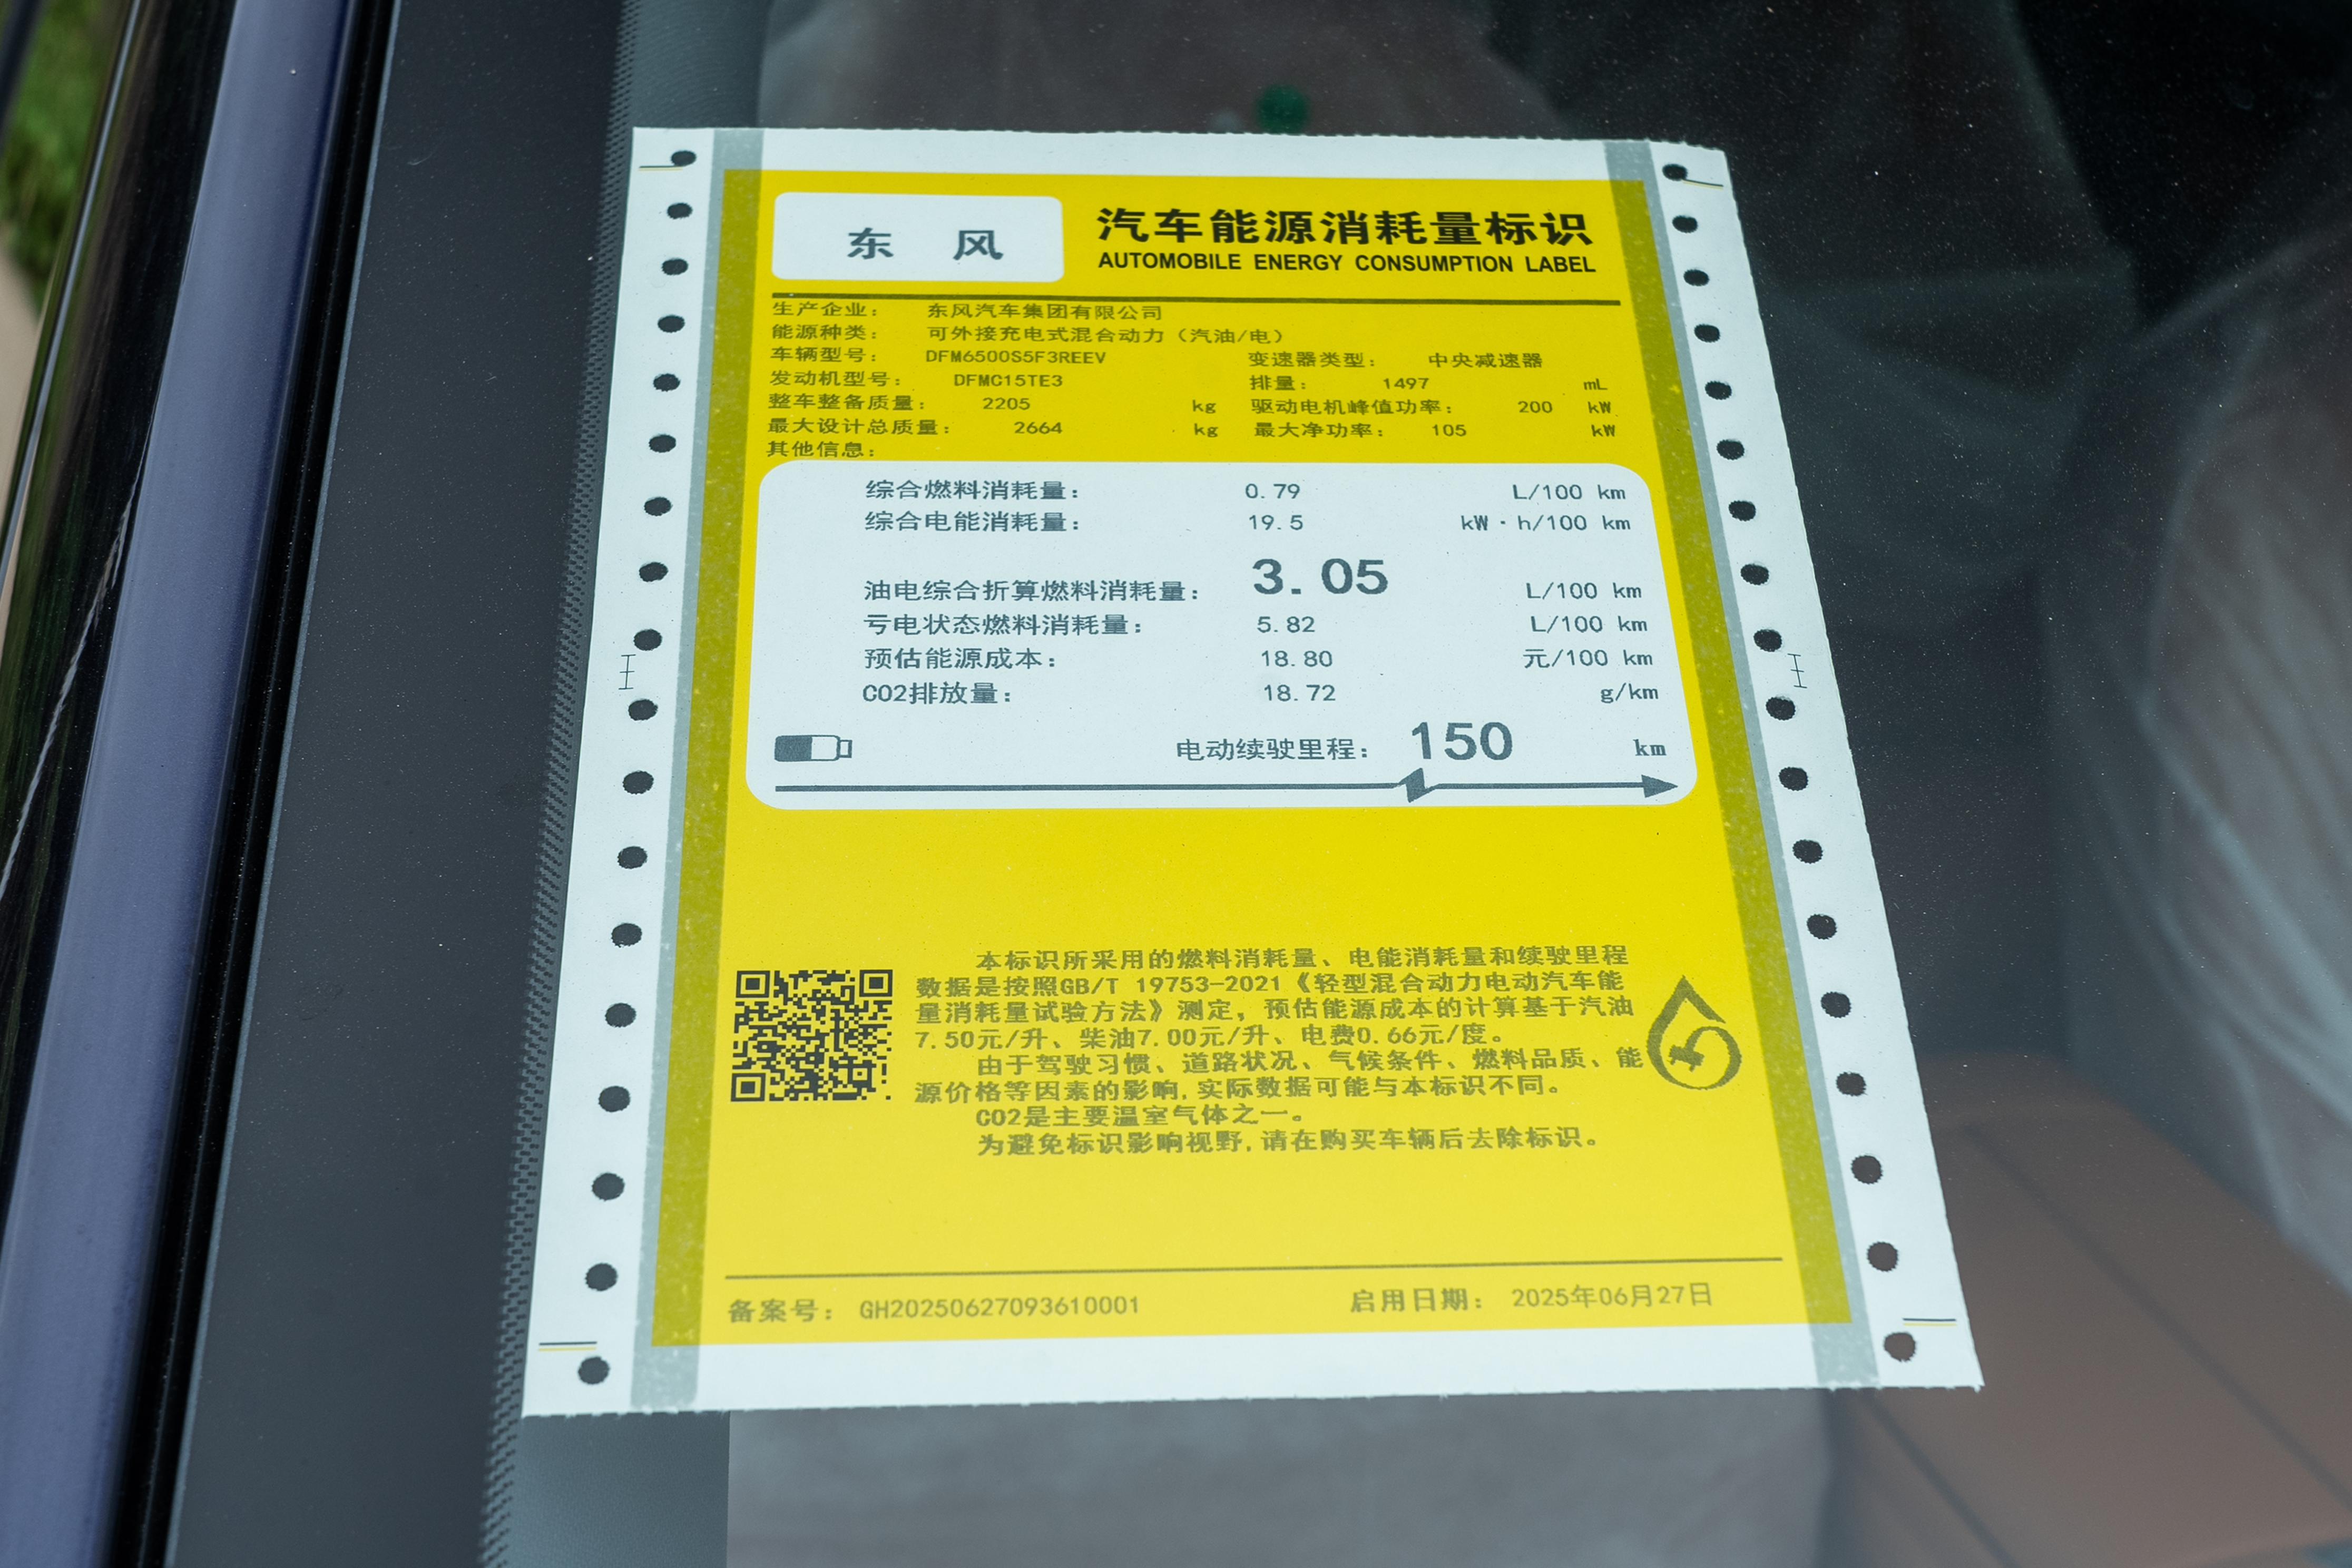 东 风
汽车能源消耗量标识
AUTOMOBILE ENERGY CONSUMPTION LABEL
生产企业: 东风汽车集团有限公司
能源种类: 可外接充电式混合动力（汽油/电）
车辆型号: DFM6500S5F3REEV 变速器类型: 中央减速器
发动机型号: DFMC15TE3 排量: 1497 mL
整车整备质量: 2205 kg 驱动电机峰值功率: 200 kW
最大设计总质量: 2664 kg 最大净功率: 105 kW
其他信息:
综合燃料消耗量: 0.79 L/100 km
综合电能消耗量: 19.5 kW·h/100 km
油电综合折算燃料消耗量: 3.05 L/100 km
亏电状态燃料消耗量: 5.82 L/100 km
预估能源成本: 18.80 元/100 km
CO2排放量: 18.72 g/km
电动续驶里程: 150 km
本标识所采用的燃料消耗量、电能消耗量和续驶里程
数据是按照GB/T 19753-2021《轻型混合动力电动汽车能
量消耗量试验方法》测定，预估能源成本的计算基于汽油
7.50元/升、柴油7.00元/升、电费0.66元/度。
由于驾驶习惯、道路状况、气候条件、燃料品质、能
源价格等因素的影响,实际数据可能与本标识不同。
CO2是主要温室气体之一。
为避免标识影响视野,请在购买车辆后去除标识。
备案号: GH20250627093610001 启用日期: 2025年06月27日